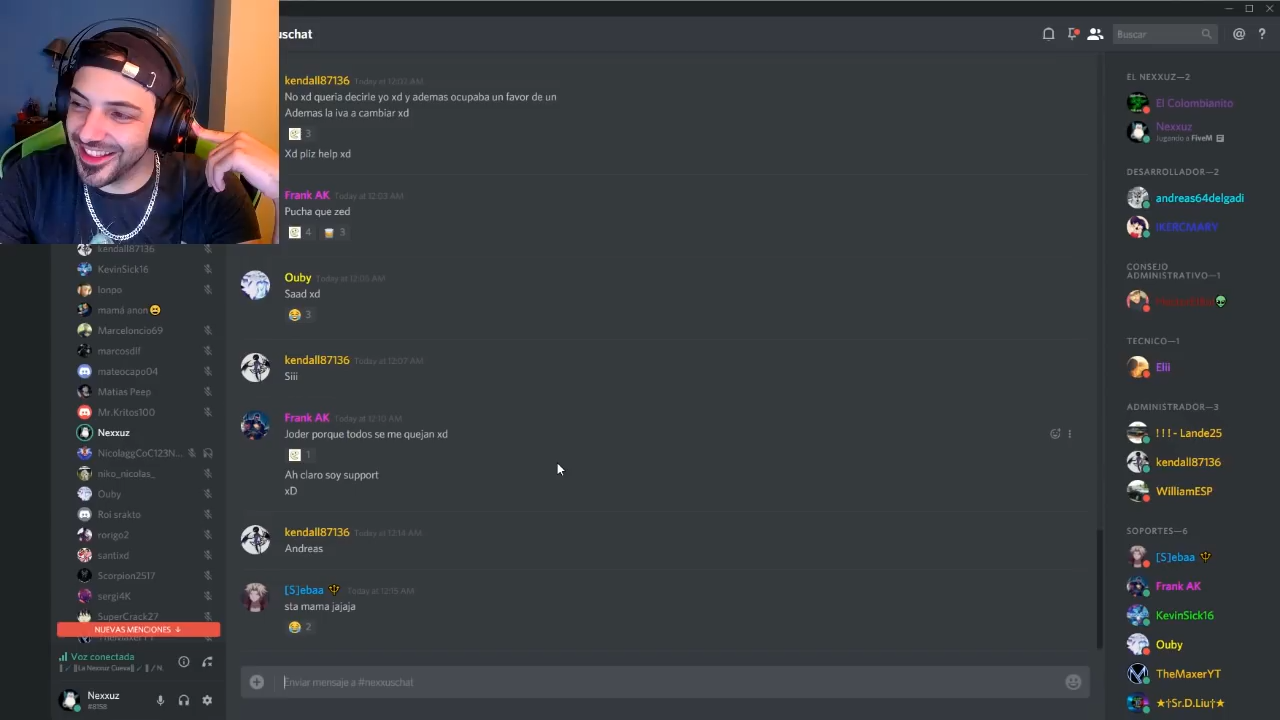 uschat
Buscar
kendall87136 Today at 12:00 AM
No xd queria decirle yo xd y ademas ocupaba un favor de un
Ademas la iva a cambiar xd
3
Xd pliz help xd
Frank AK Today at 12:03 AM
Pucha que zed
4 3
Ouby Today at 12:05 AM
Saad xd
3
kendall87136 Today at 12:07 AM
Siii
Frank AK Today at 12:10 AM
Joder porque todos se me quejan xd
1
Ah claro soy support
xD
kendall87136 Today at 12:14 AM
Andreas
[S]ebaa Today at 12:15 AM
sta mama jajaja
2
Enviar mensaje a #nexxuschat
kendall87136
KevinSick16
lonpo
mamá anon
Marceloncio69
marcosdlf
mateocapo04
Matias Peep
Mr.Kritos100
Nexxuz
NicolaggCoC123N...
niko_nicolas_
Ouby
Roi srakto
rorigo2
santixd
Scorpion2517
sergi4K
SuperCrack27
NUEVAS MENCIONES
TheMaxerYT
Voz conectada
Nexxuz
#8158
EL NEXXUZ—2
El Colombianito
Nexxuz
Jugando a FiveM
DESARROLLADOR—2
andreas64delgadi
IKERCMARY
CONSEJO
ADMINISTRATIVO—1
TECNICO—1
Elii
ADMINISTRADOR—3
! ! ! - Lande25
kendall87136
WilliamESP
SOPORTES—6
[S]ebaa
Frank AK
KevinSick16
Ouby
TheMaxerYT
★†Sr.D.Liu†★